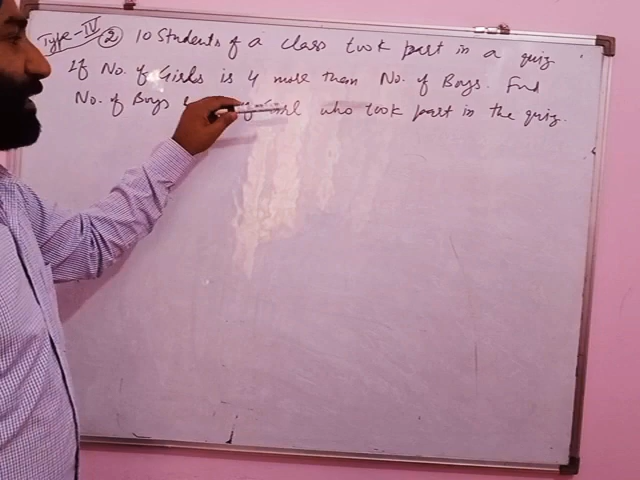 Type-IV ② 10 Students of a class took part in a quiz.
If No. of Girls is 4 more than No. of Boys. Find
No. of Boys Girl who took part in the quiz.